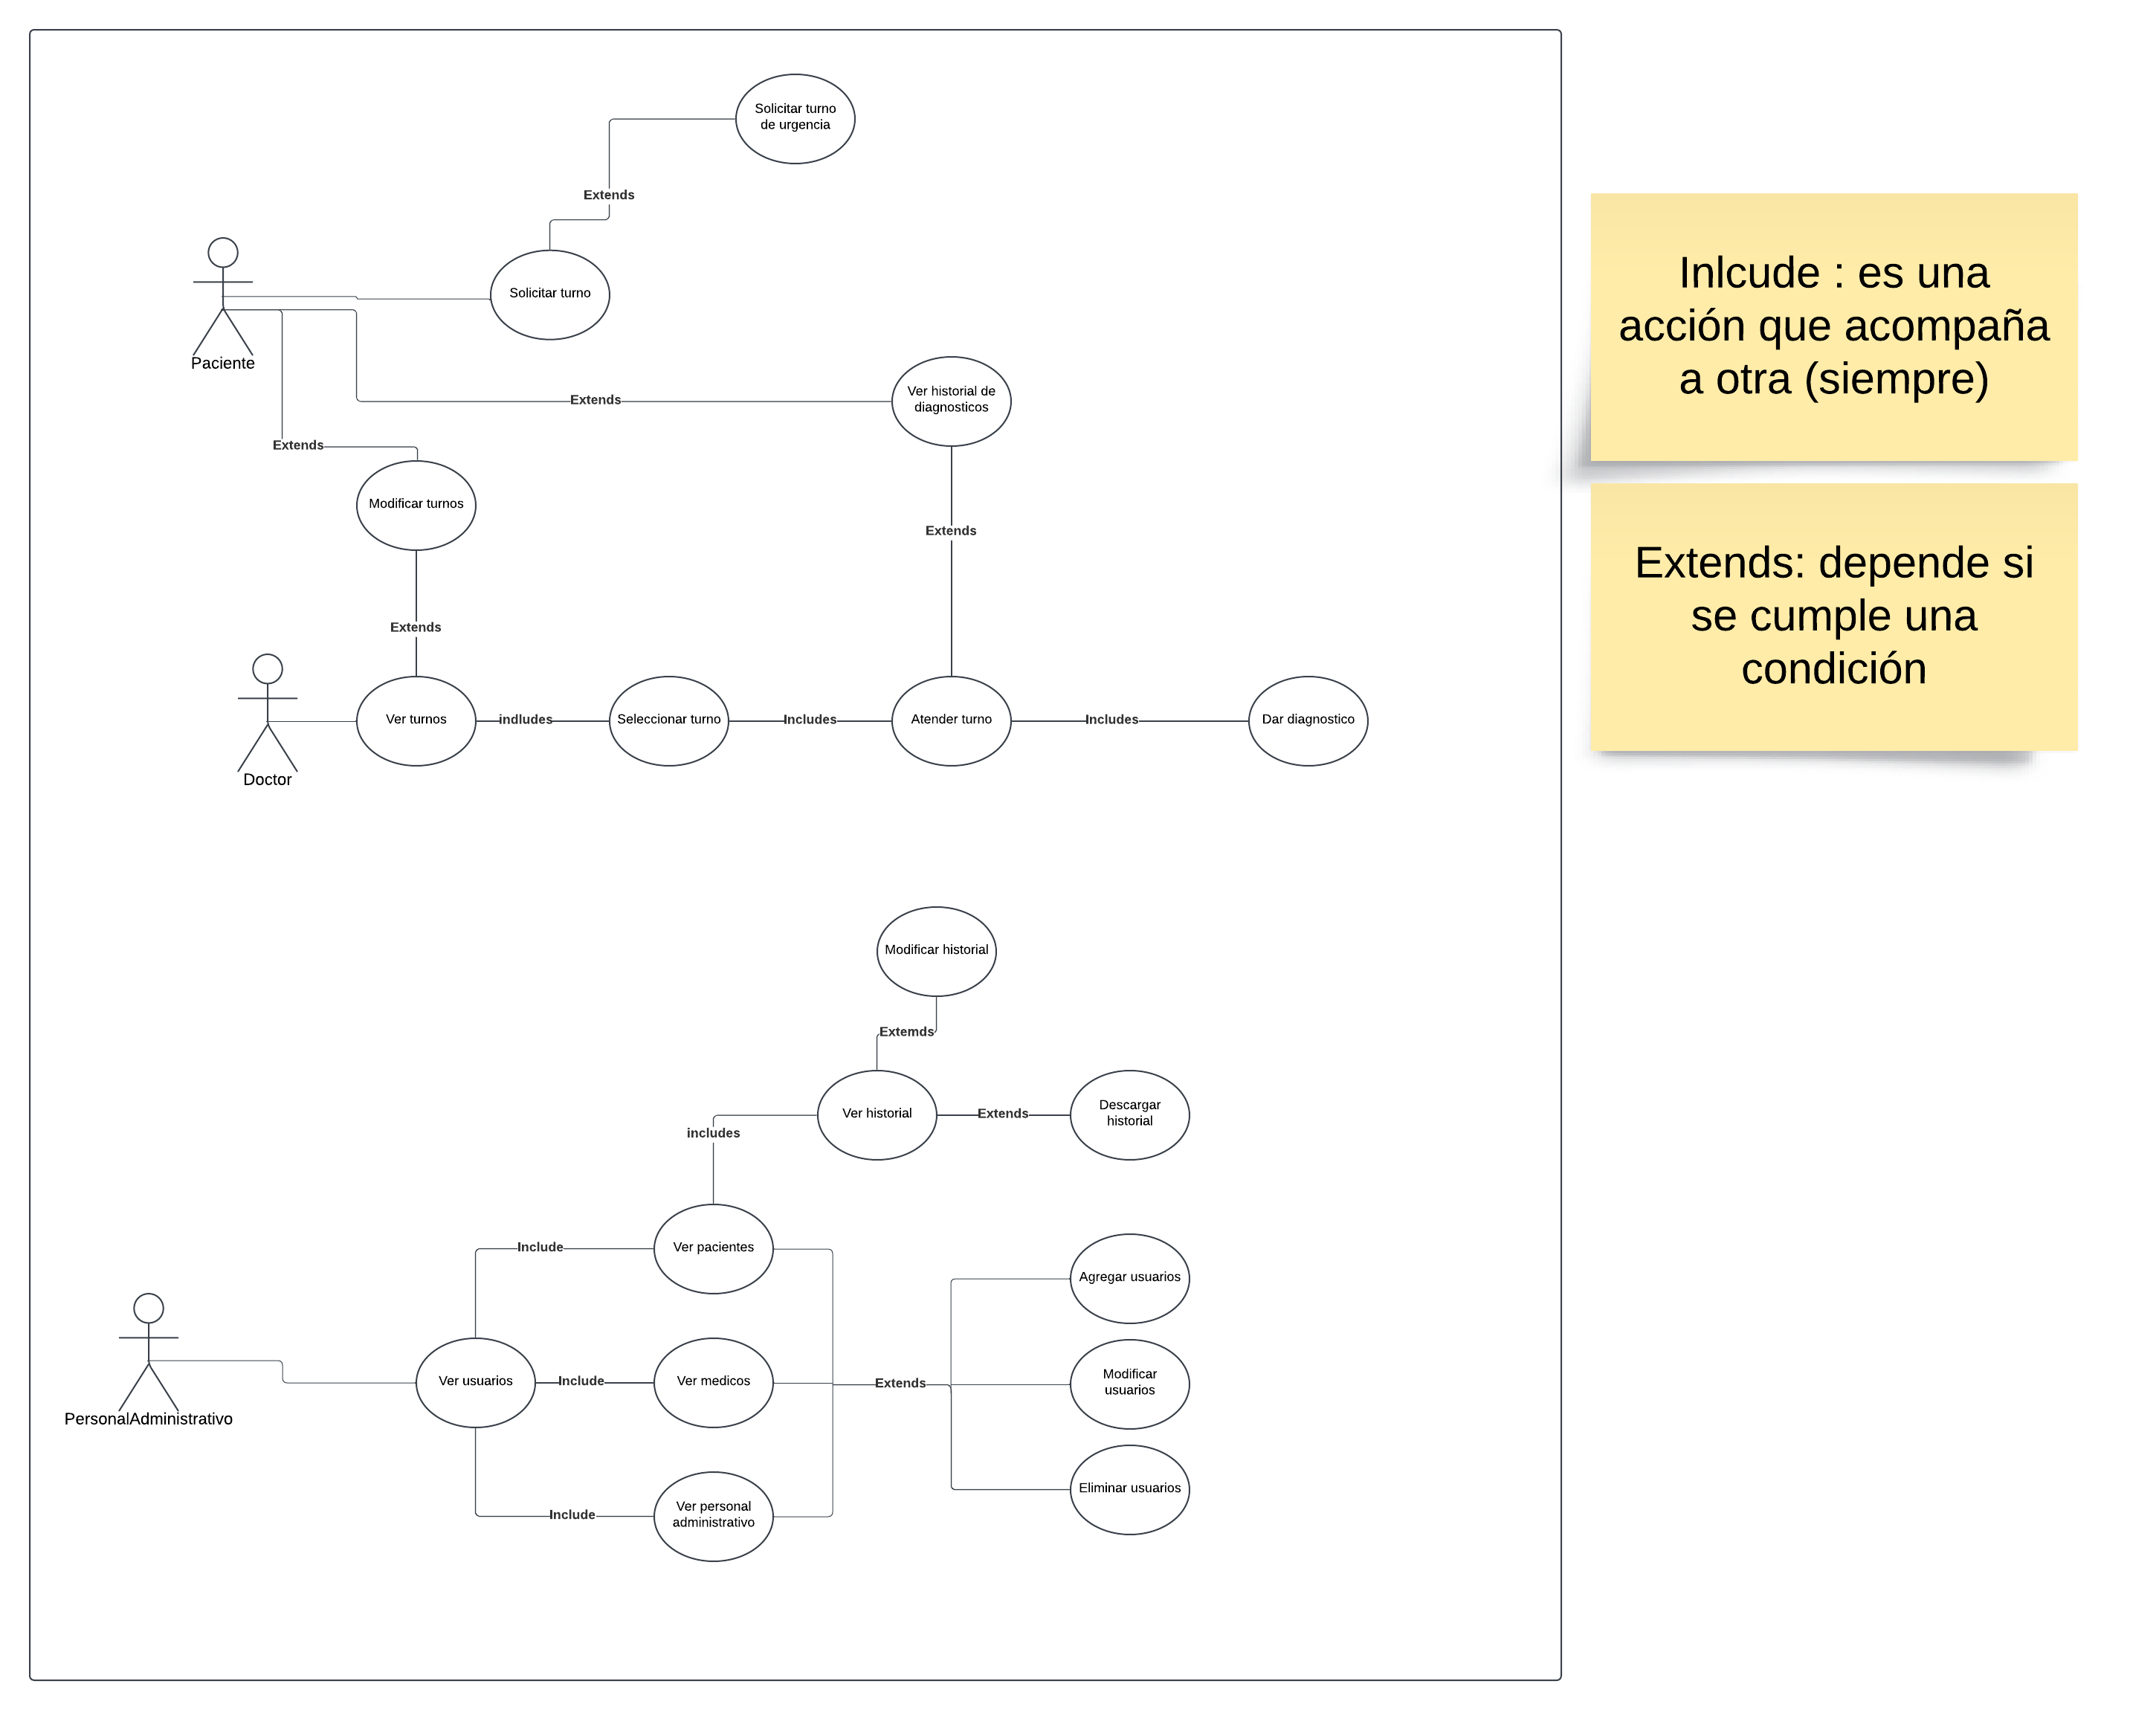 Solicitar turno
de urgencia
Extends
Solicitar turno
Paciente
Extends
Ver historial de
diagnosticos
Extends
Modificar turnos
Extends
Extends
Doctor
Ver turnos
indludes
Seleccionar turno
Includes
Atender turno
Includes
Dar diagnostico
Inlcude : es una
acción que acompaña
a otra (siempre)
Extends: depende si
se cumple una
condición
Modificar historial
Extemds
Ver historial
Extends
Descargar
historial
includes
Include
Ver pacientes
Agregar usuarios
PersonalAdministrativo
Ver usuarios
Include
Ver medicos
Extends
Modificar
usuarios
Include
Ver personal
administrativo
Eliminar usuarios